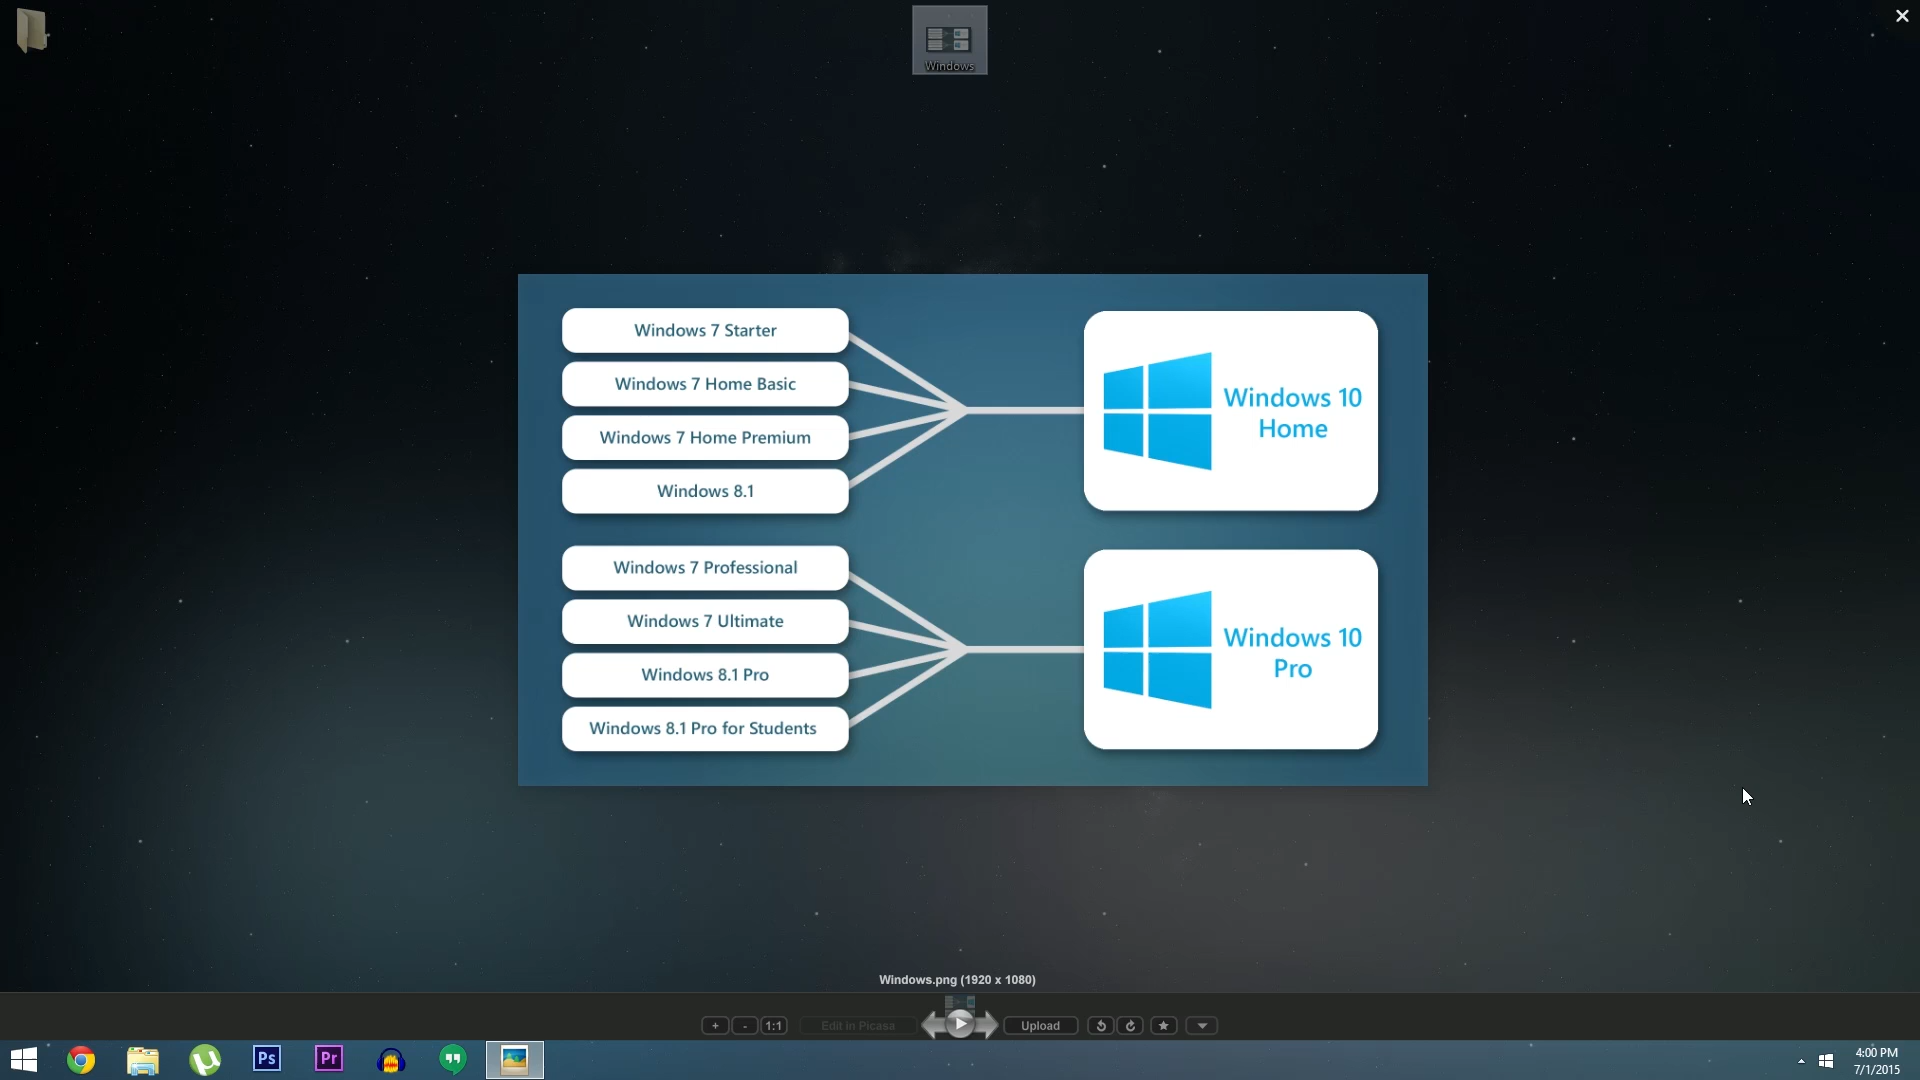 Windows
Windows 7 Starter
Windows 7 Home Basic
Windows 7 Home Premium
Windows 8.1
Windows 10
Home
Windows 7 Professional
Windows 7 Ultimate
Windows 8.1 Pro
Windows 8.1 Pro for Students
Windows 10
Pro
Windows.png (1920 x 1080)
+ - 1:1 Edit in Picasa Upload
Ps Pr
4:00 PM
7/1/2015